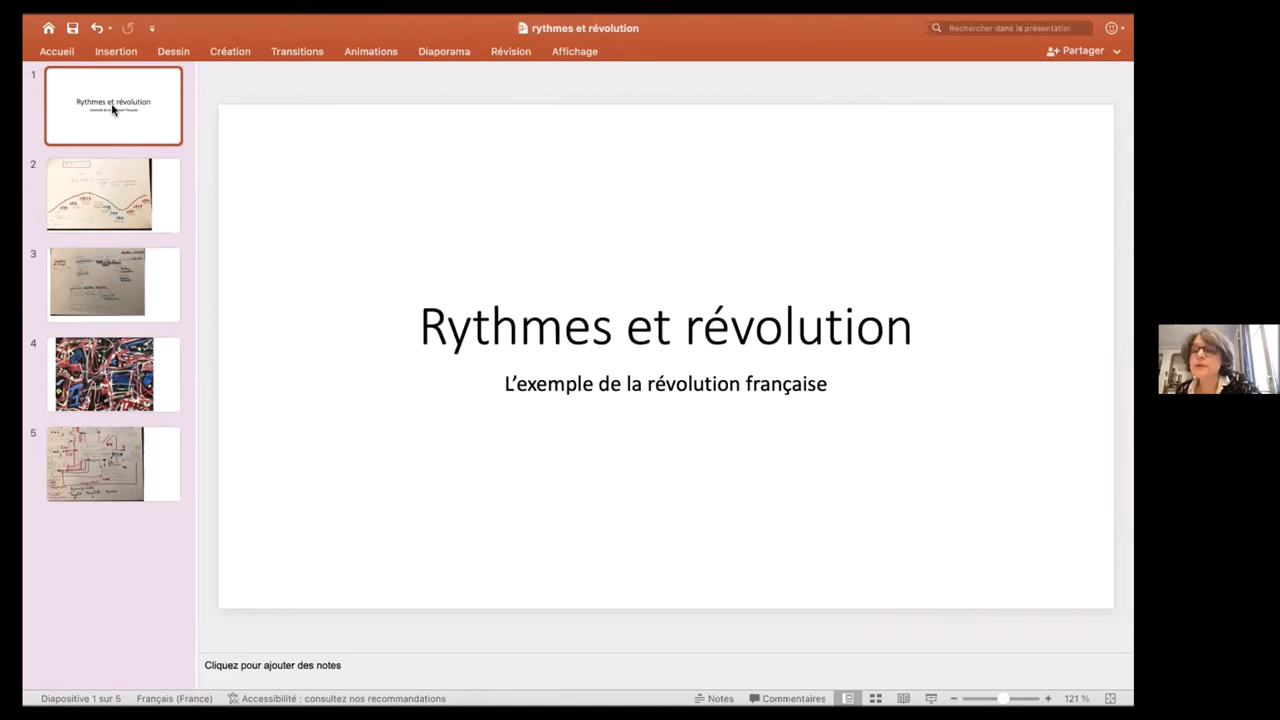 rythmes et révolution
Rechercher dans la présentation
Accueil Insertion Dessin Création Transitions Animations Diaporama Révision Affichage
Partager
1
Rythmes et révolution
2
3
4
5
Rythmes et révolution
L'exemple de la révolution française
Cliquez pour ajouter des notes
Diapositive 1 sur 5 Français (France) Accessibilité : consultez nos recommandations Notes Commentaires 121 %